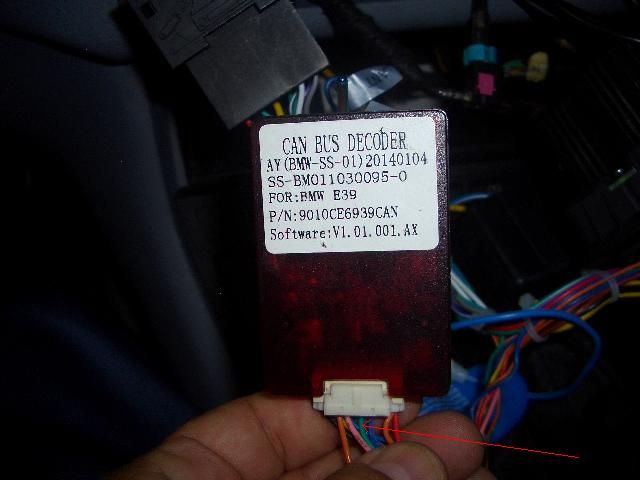 CAN BUS DECODER
AY(BMW-SS-01)20140104
SS-BM011030095-0
FOR:BMW E39
P/N:9010CE6939CAN
Software:V1.01.001.AX